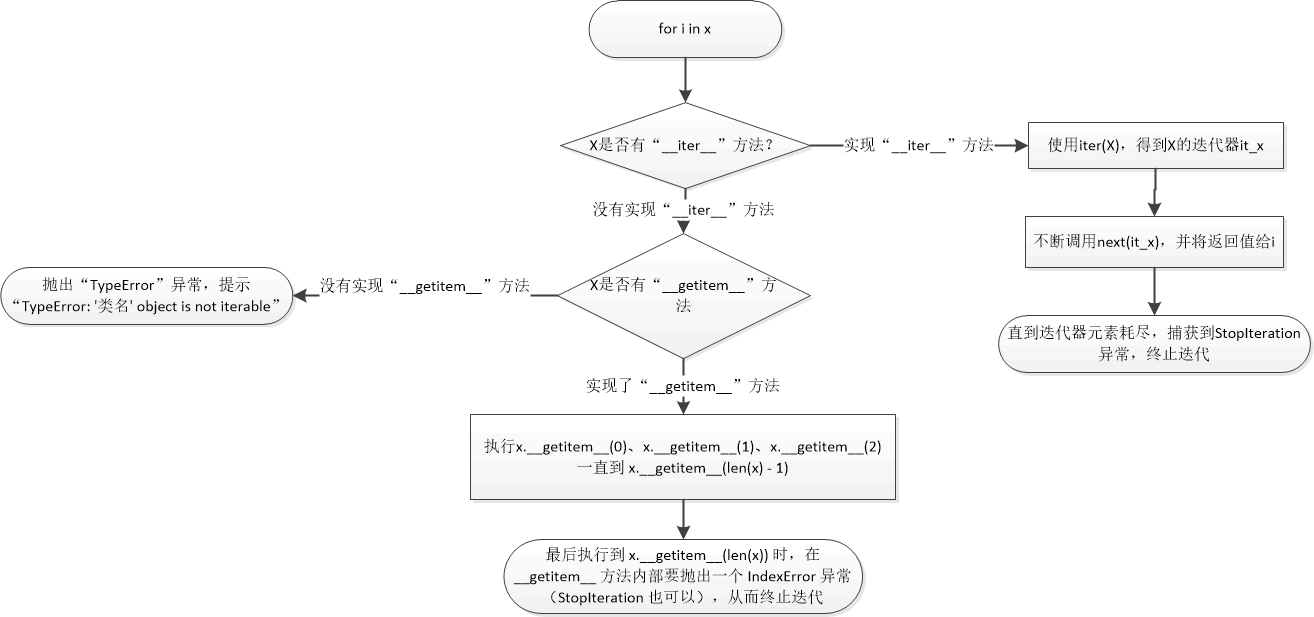 for i in x
X是否有“__iter__”方法？
实现“__iter__”方法
使用iter(X)，得到X的迭代器it_x
没有实现“__iter__”方法
不断调用next(it_x)，并将返回值给i
抛出“TypeError”异常，提示
“TypeError: '类名' object is not iterable”
没有实现“__getitem__”方法
X是否有“__getitem__”方
法
直到迭代器元素耗尽，捕获到StopIteration
异常，终止迭代
实现了“__getitem__”方法
执行x.__getitem__(0)、x.__getitem__(1)、x.__getitem__(2)
一直到 x.__getitem__(len(x) - 1)
最后执行到 x.__getitem__(len(x)) 时，在
__getitem__ 方法内部要抛出一个 IndexError 异常
（StopIteration 也可以），从而终止迭代